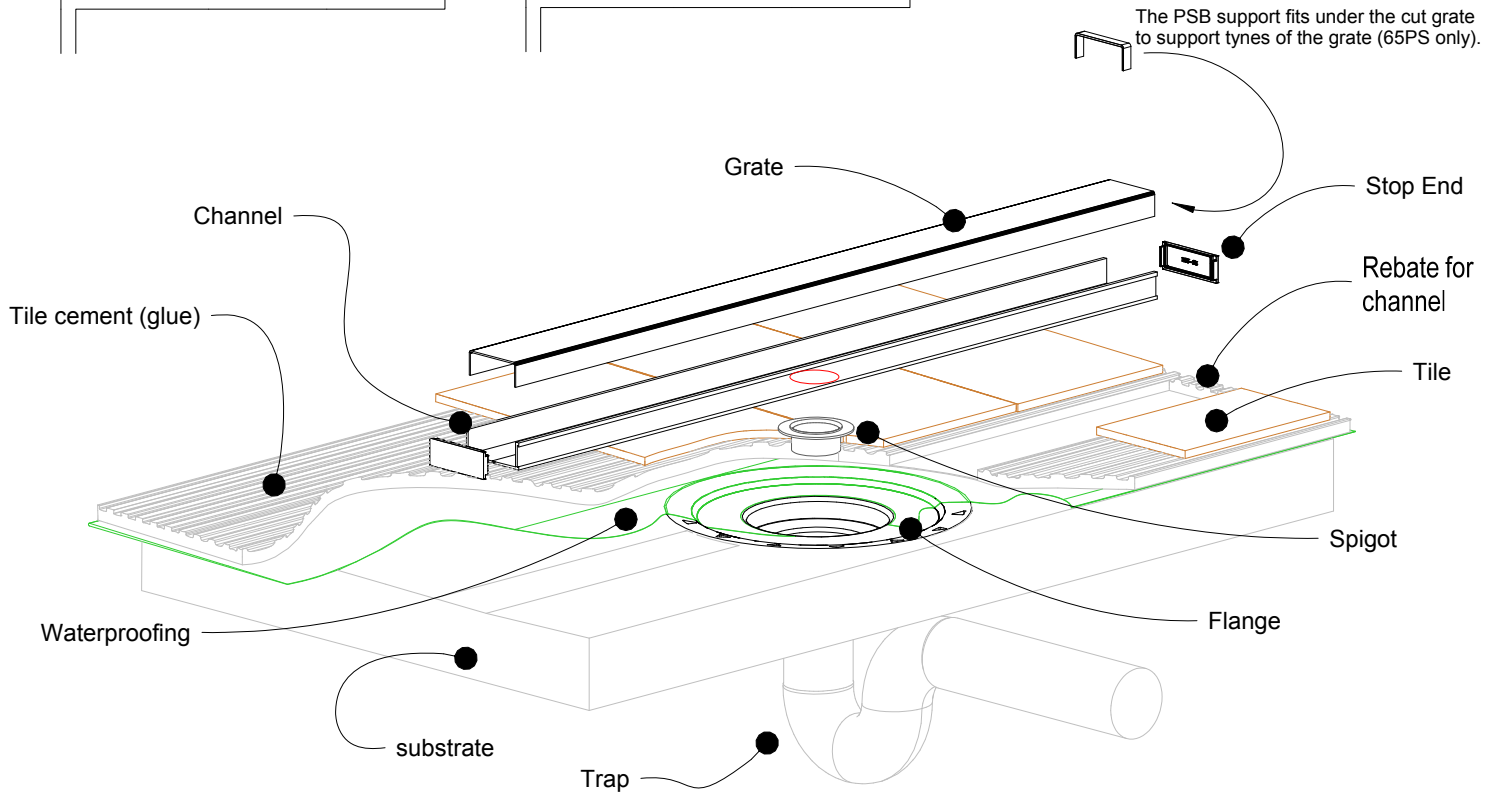 The PSB support fits under the cut grate
to support tynes of the grate (65PS only).
Grate
Stop End
Channel
Rebate for
channel
Tile cement (glue)
Tile
Spigot
Flange
Waterproofing
substrate
Trap